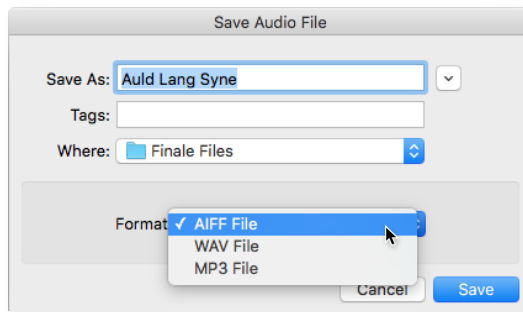 Save Audio File
Save As: Auld Lang Syne
Tags:
Where: Finale Files
Format ✓ AIFF File
WAV File
MP3 File
Cancel Save